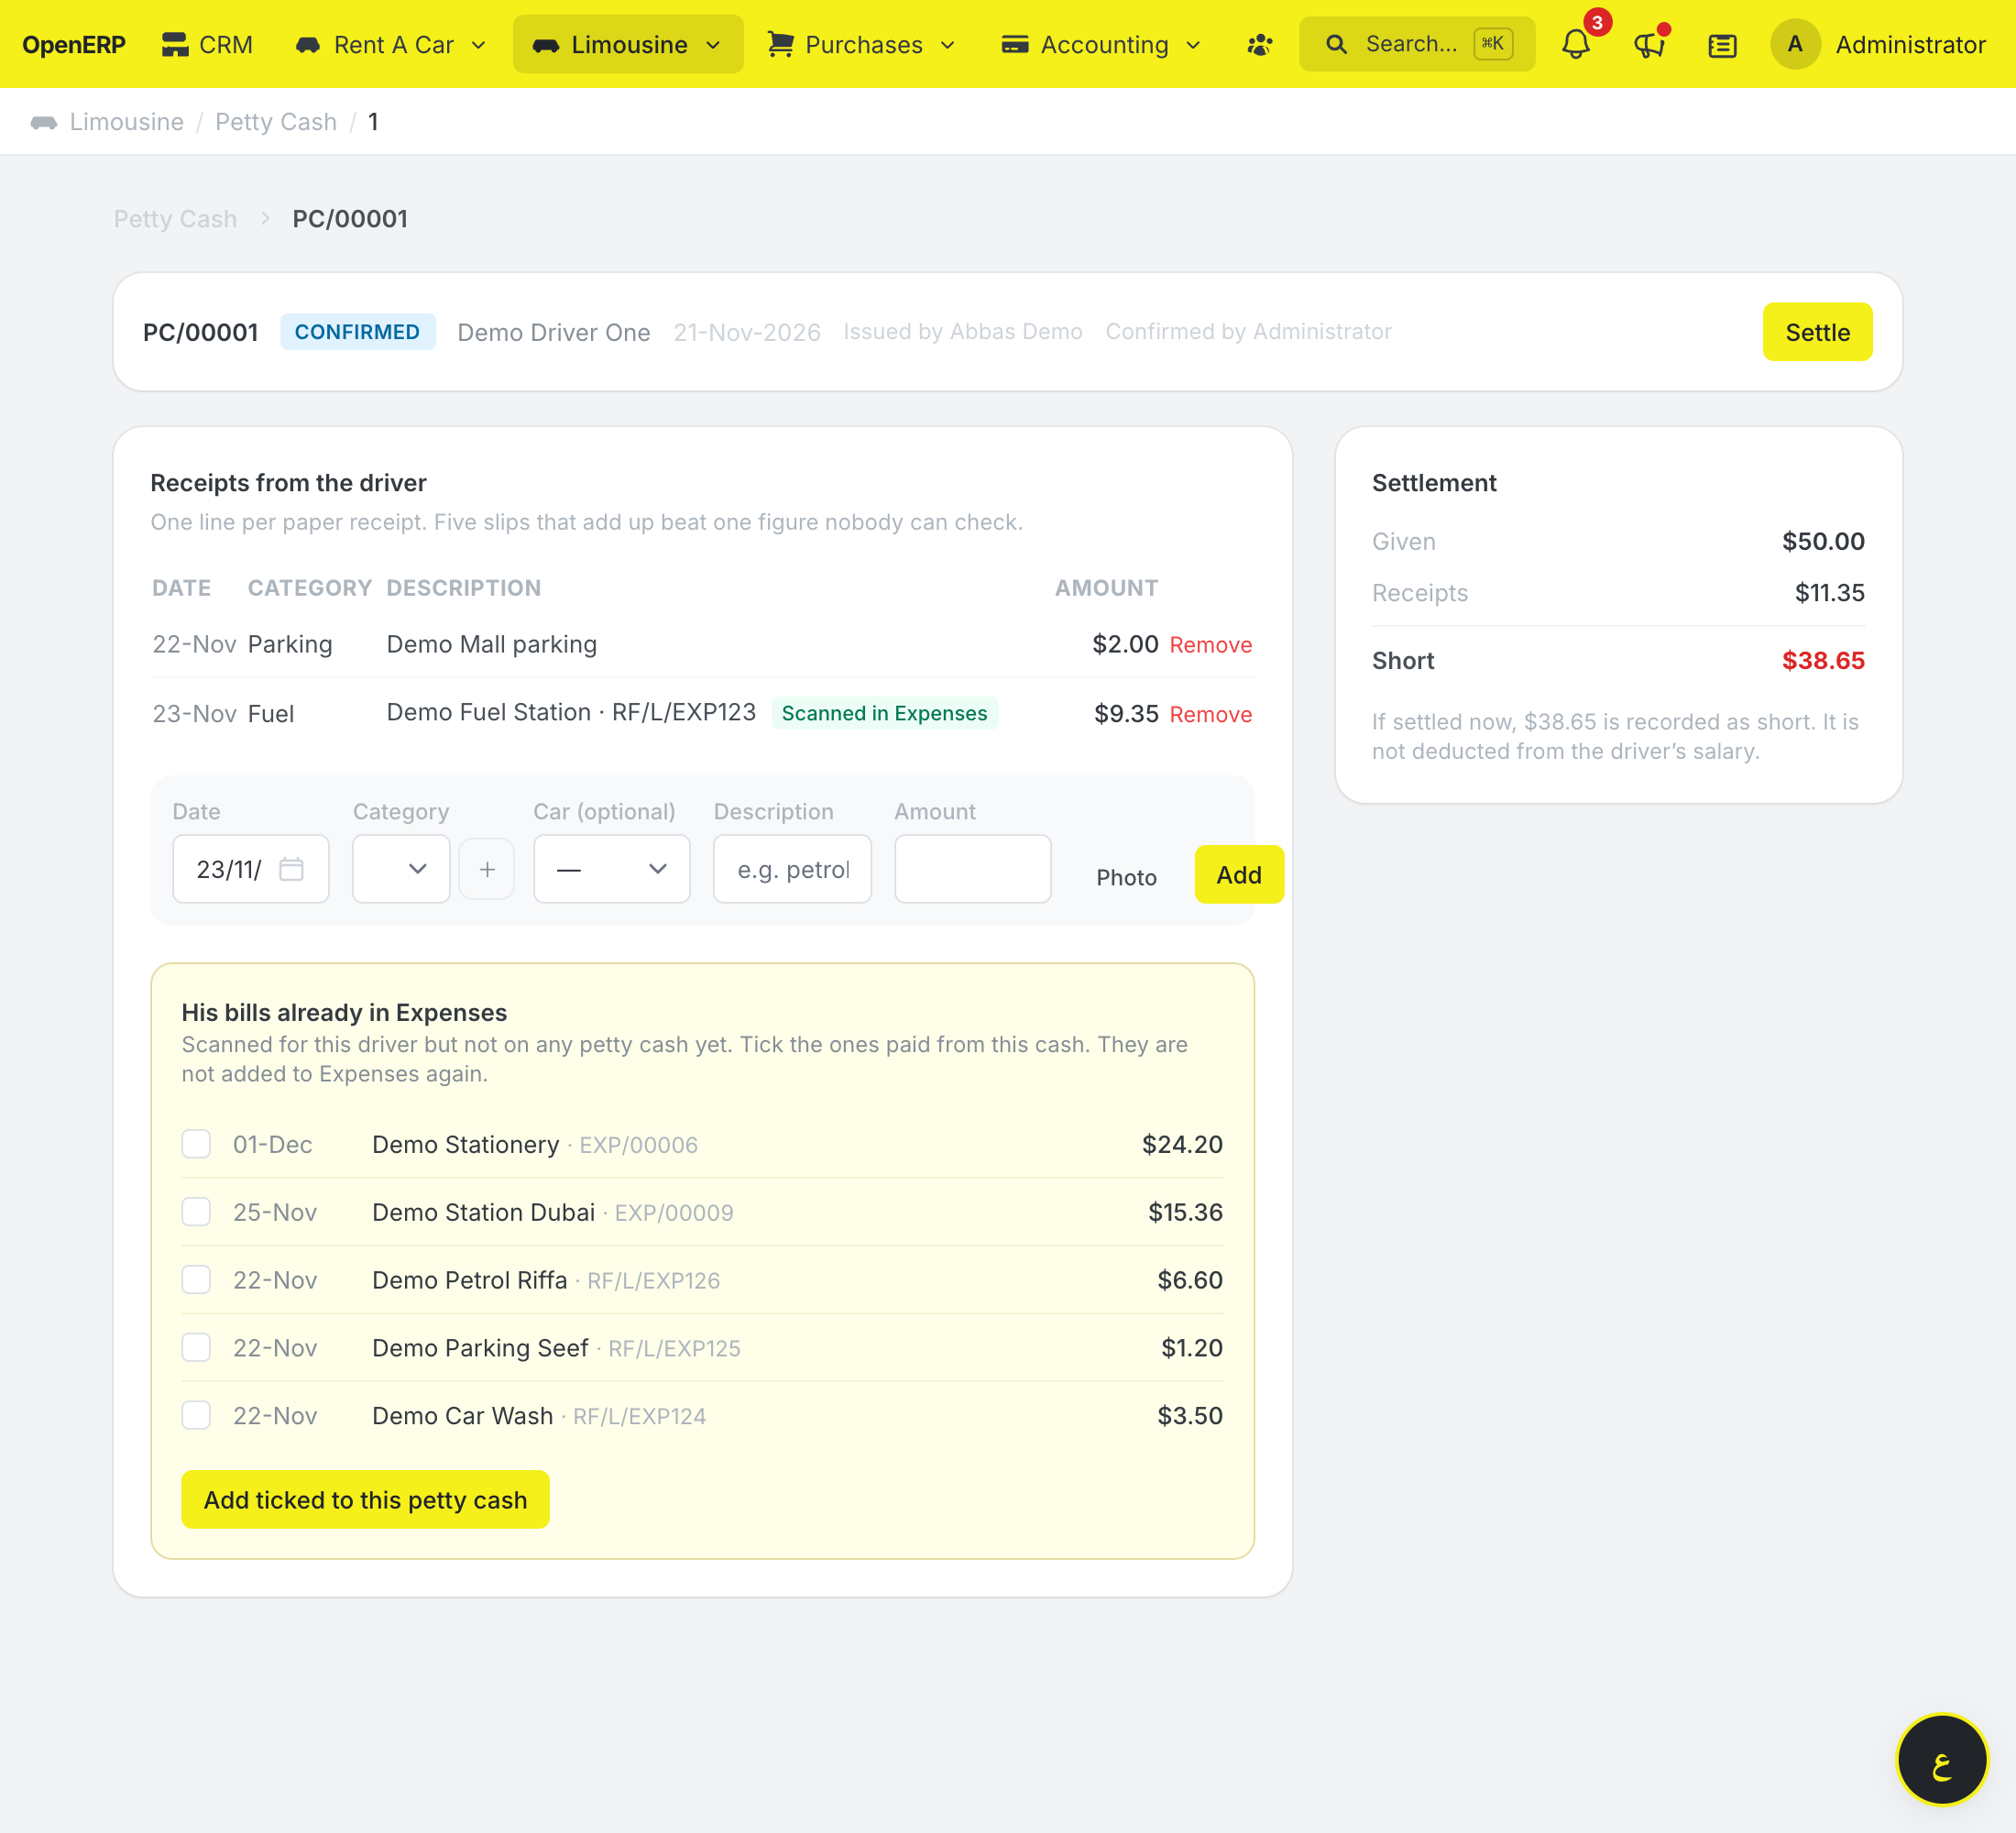 OpenERP CRM Rent A Car Limousine Purchases Accounting Search... ⌘K 3 A Administrator
Limousine / Petty Cash / 1
Petty Cash > PC/00001
PC/00001 CONFIRMED Demo Driver One 21-Nov-2026 Issued by Abbas Demo Confirmed by Administrator Settle
Receipts from the driver
One line per paper receipt. Five slips that add up beat one figure nobody can check.
DATE CATEGORY DESCRIPTION AMOUNT
22-Nov Parking Demo Mall parking $2.00 Remove
23-Nov Fuel Demo Fuel Station · RF/L/EXP123 Scanned in Expenses $9.35 Remove
Date Category Car (optional) Description Amount
23/11/ + — e.g. petrol Photo Add
His bills already in Expenses
Scanned for this driver but not on any petty cash yet. Tick the ones paid from this cash. They are
not added to Expenses again.
01-Dec Demo Stationery · EXP/00006 $24.20
25-Nov Demo Station Dubai · EXP/00009 $15.36
22-Nov Demo Petrol Riffa · RF/L/EXP126 $6.60
22-Nov Demo Parking Seef · RF/L/EXP125 $1.20
22-Nov Demo Car Wash · RF/L/EXP124 $3.50
Add ticked to this petty cash
Settlement
Given $50.00
Receipts $11.35
Short $38.65
If settled now, $38.65 is recorded as short. It is
not deducted from the driver’s salary.
ع